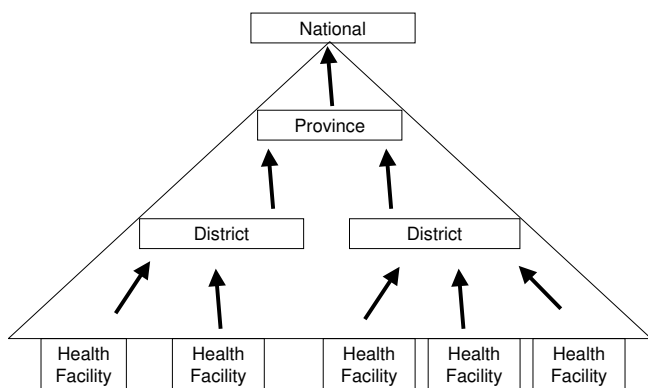 National
Province
District
District
Health
Facility
Health
Facility
Health
Facility
Health
Facility
Health
Facility